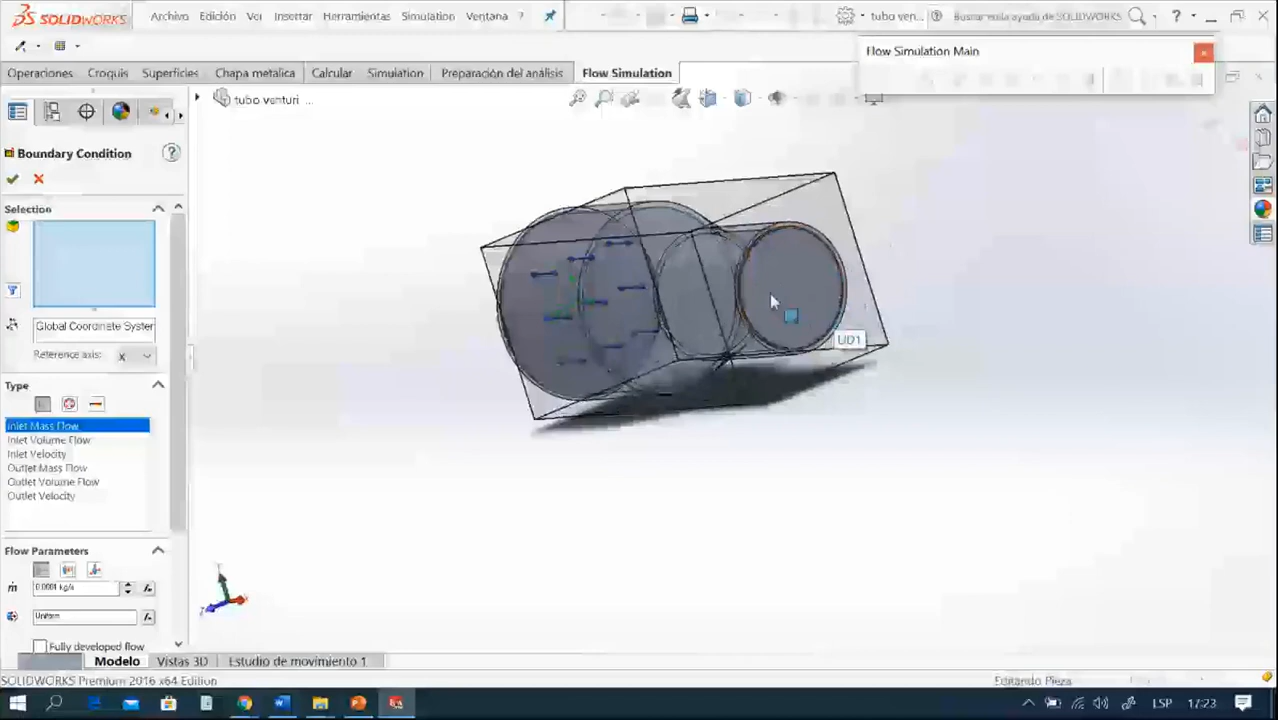 SOLIDWORKS
Archivo Edición Ver Insertar Herramientas Simulation Ventana ?
tubo ven...
Buscar en la ayuda de SOLIDWORKS
Flow Simulation Main
Operaciones Croquis Superficies Chapa metálica Calcular Simulation Preparación del análisis Flow Simulation
tubo venturi ...
Boundary Condition
Selection
Global Coordinate System
Reference axis: X
Type
Inlet Mass Flow
Inlet Volume Flow
Inlet Velocity
Outlet Mass Flow
Outlet Volume Flow
Outlet Velocity
Flow Parameters
0.0001 kg/s
Uniform
Fully developed flow
Modelo Vistas 3D Estudio de movimiento 1
SOLIDWORKS Premium 2016 x64 Edition
Editando Pieza
LSP 17:23